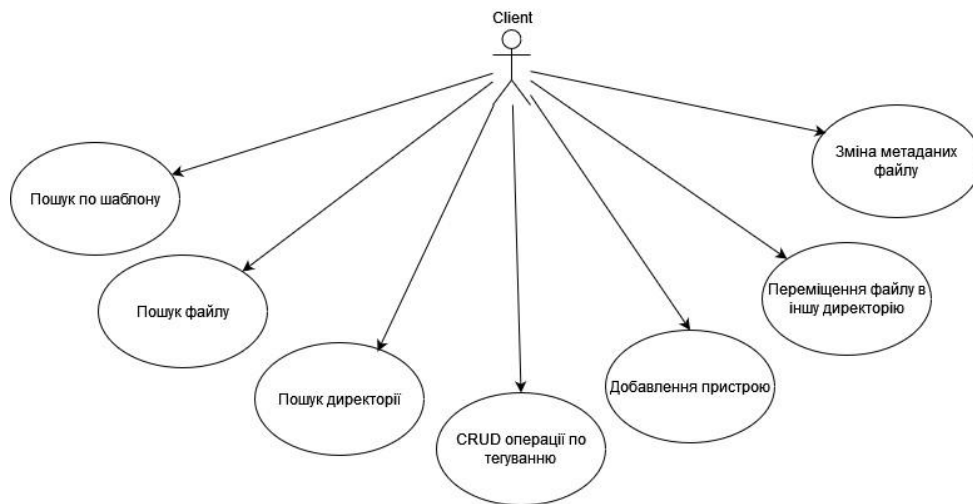 Client
Пошук по шаблону
Пошук файлу
Пошук директорії
CRUD операції по
тегуванню
Добавлення пристрою
Переміщення файлу в
іншу директорію
Зміна метаданих
файлу